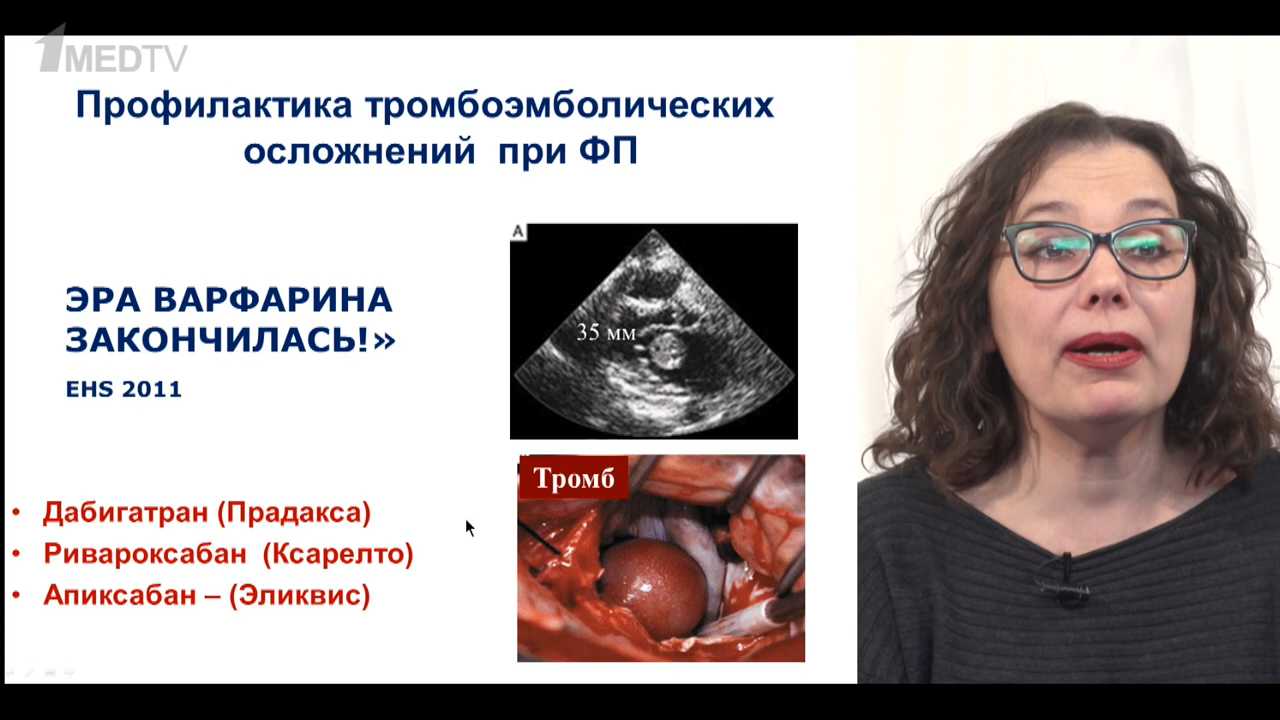 1MEDTV
Профилактика тромбоэмболических
осложнений при ФП
ЭРА ВАРФАРИНА
ЗАКОНЧИЛАСЬ!»
EHS 2011
A
35 мм
Тромб
• Дабигатран (Прадакса)
• Ривароксабан (Ксарелто)
• Апиксабан – (Эликвис)